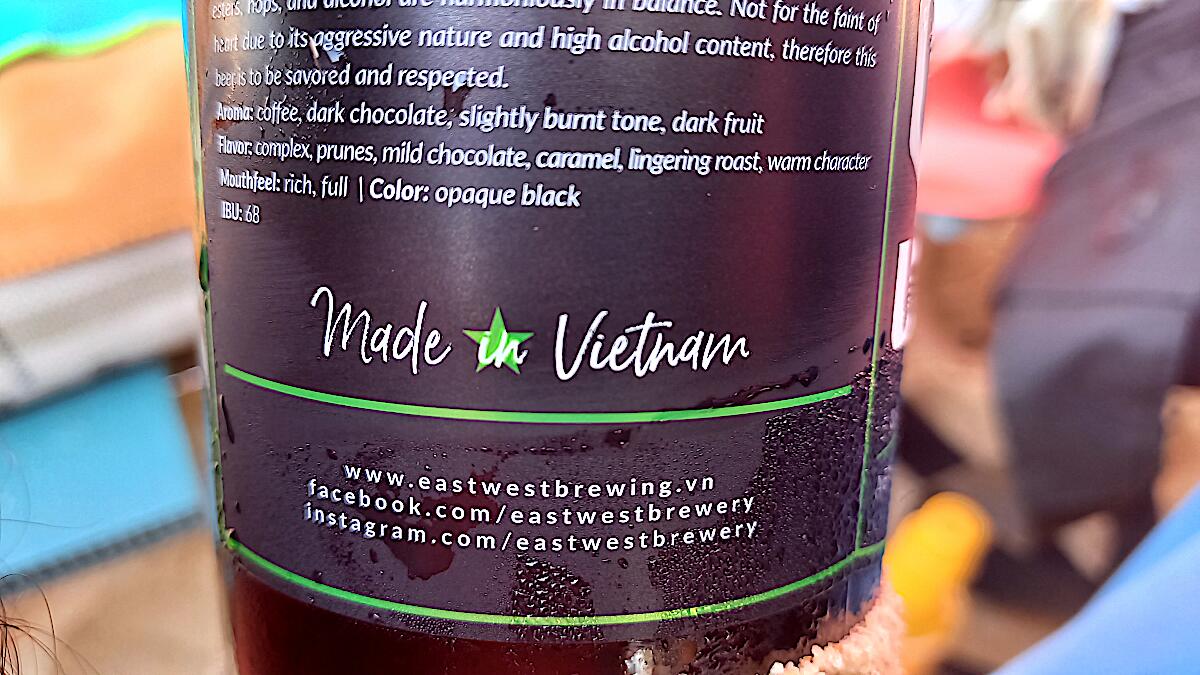 esters, hops, and alcohol are harmoniously in balance. Not for the faint of
heart due to its aggressive nature and high alcohol content, therefore this
beer is to be savored and respected.
Aroma: coffee, dark chocolate, slightly burnt tone, dark fruit
Flavor: complex, prunes, mild chocolate, caramel, lingering roast, warm character
Mouthfeel: rich, full | Color: opaque black
IBU: 68
Made in Vietnam
www.eastwestbrewing.vn
facebook.com/eastwestbrewery
instagram.com/eastwestbrewery